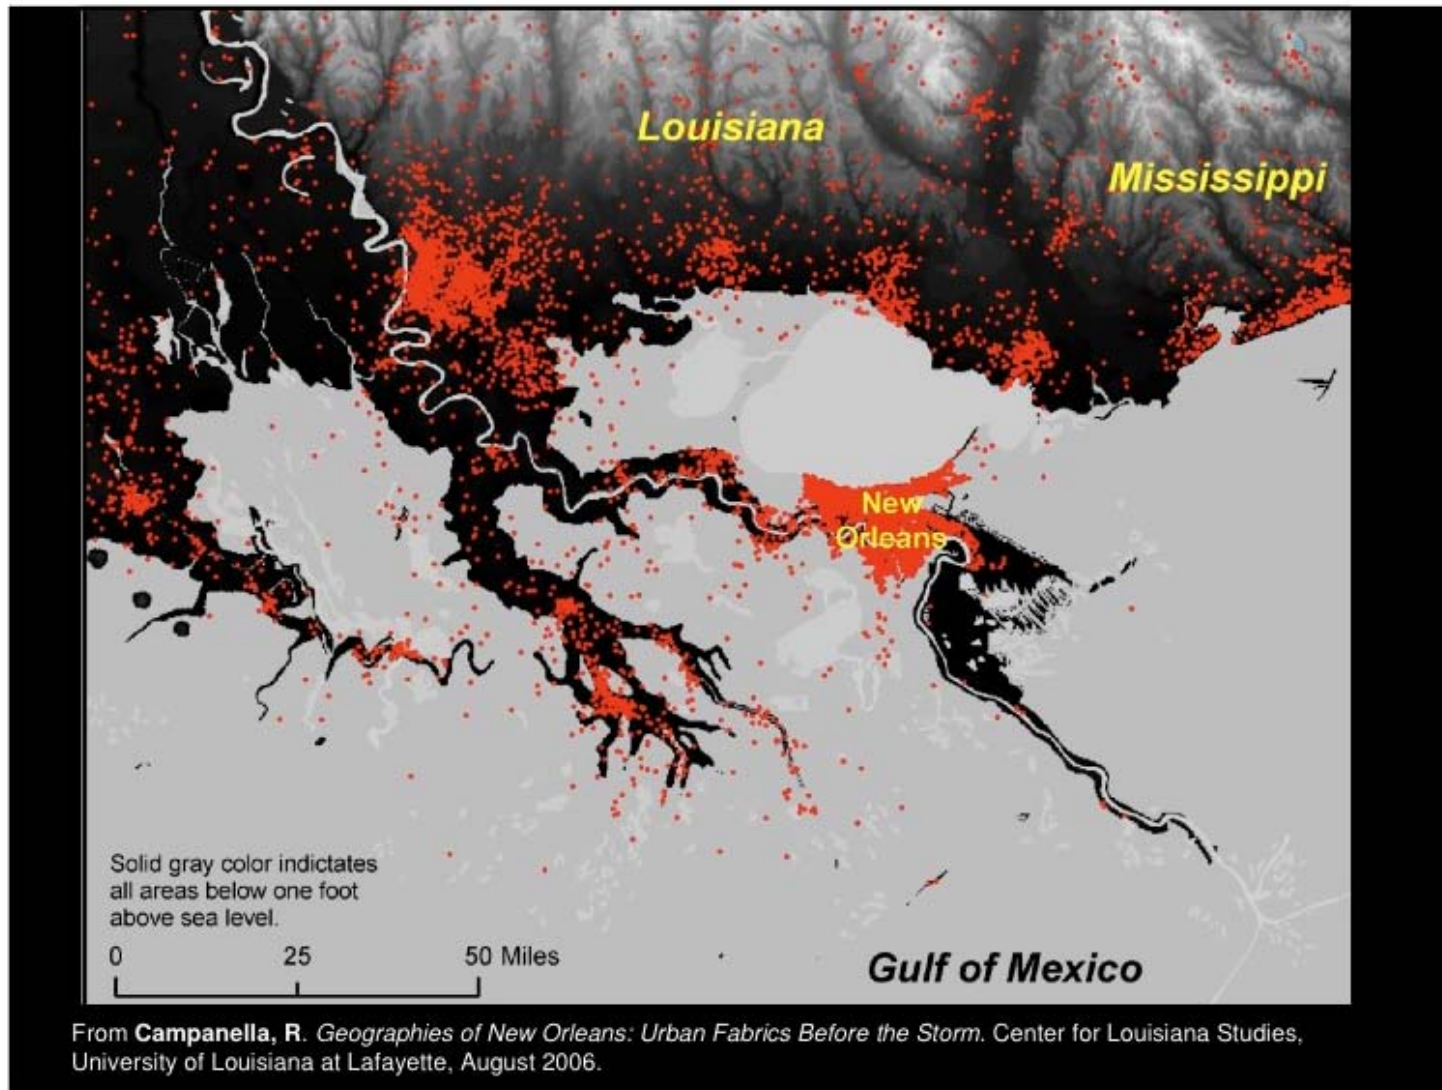 Louisiana
Mississippi
New
Orleans
Solid gray color indictates
all areas below one foot
above sea level.
0 25 50 Miles
Gulf of Mexico
From Campanella, R. Geographies of New Orleans: Urban Fabrics Before the Storm. Center for Louisiana Studies,
University of Louisiana at Lafayette, August 2006.